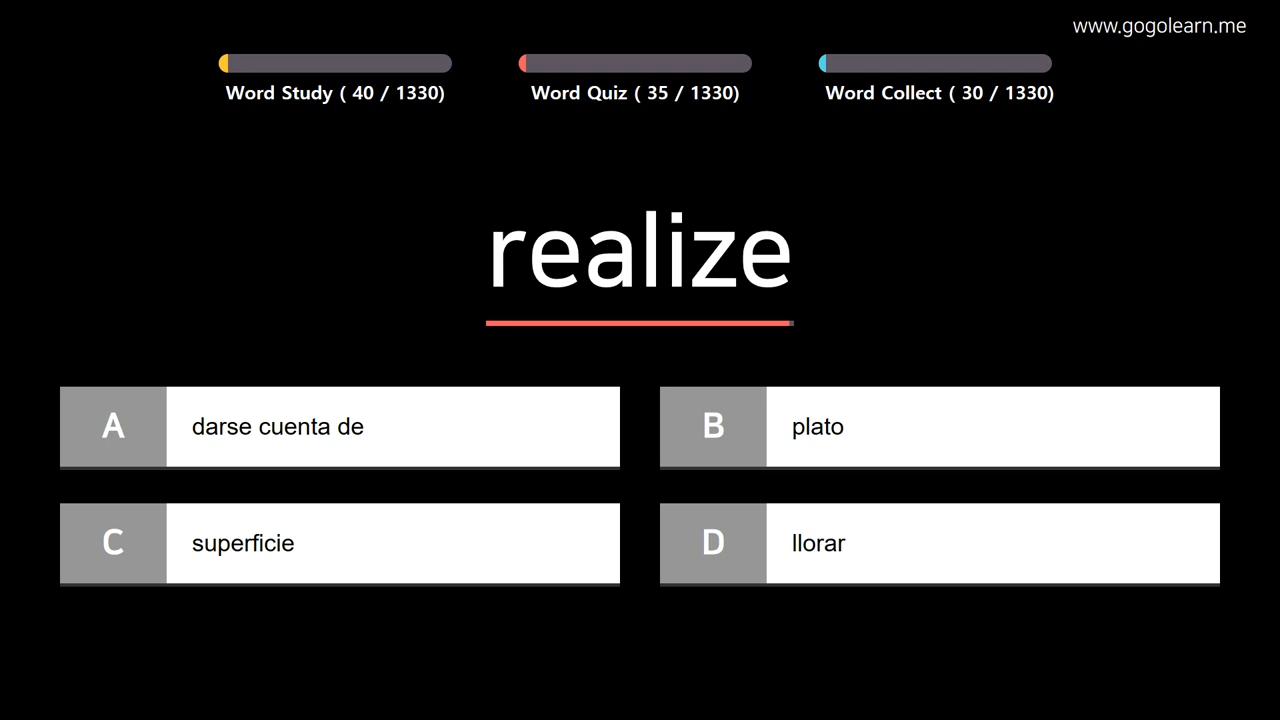 www.gogolearn.me
Word Study ( 40 / 1330)
Word Quiz ( 35 / 1330)
Word Collect ( 30 / 1330)
realize
A darse cuenta de
B plato
C superficie
D llorar